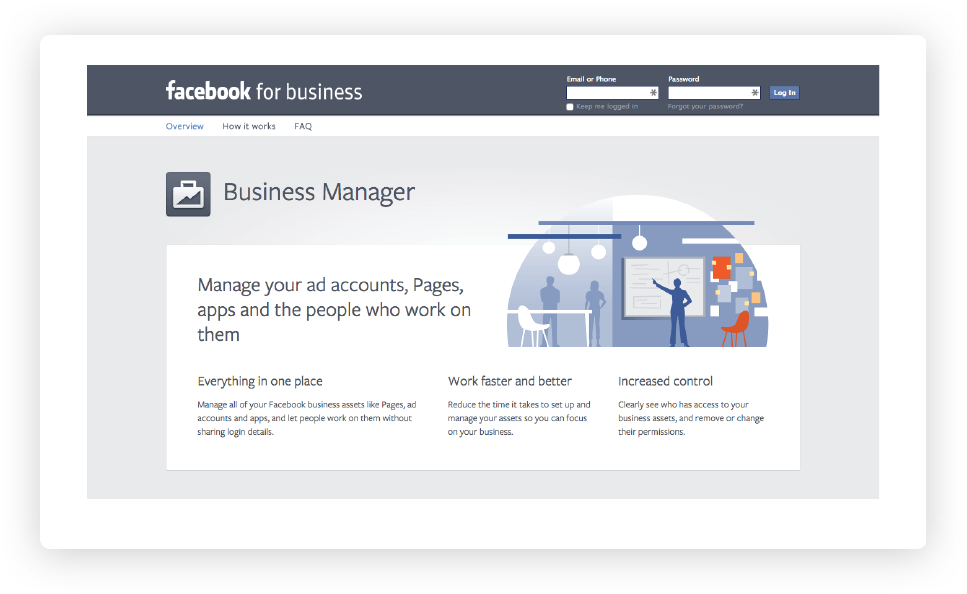 facebook for business
Email or Phone
Password
Log In
Keep me logged in
Forgot your password?
Overview
How it works
FAQ
Business Manager
Manage your ad accounts, Pages,
apps and the people who work on
them
Everything in one place
Manage all of your Facebook business assets like Pages, ad
accounts and apps, and let people work on them without
sharing login details.
Work faster and better
Reduce the time it takes to set up and
manage your assets so you can focus
on your business.
Increased control
Clearly see who has access to your
business assets, and remove or change
their permissions.